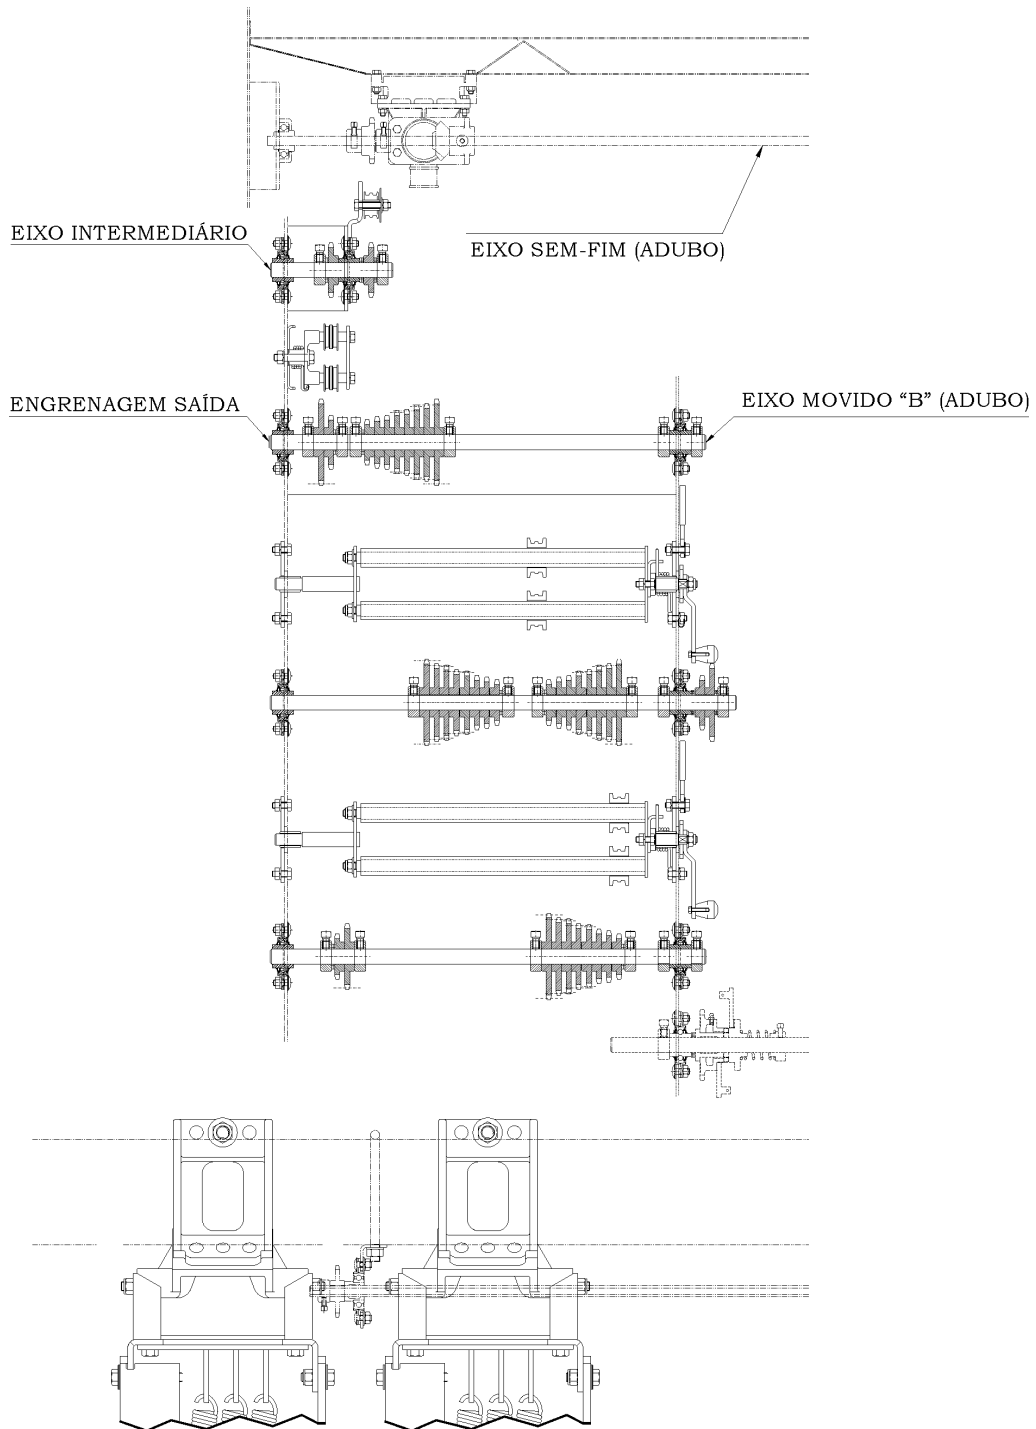 EIXO INTERMEDIÁRIO
EIXO SEM-FIM (ADUBO)
ENGRENAGEM SAÍDA
EIXO MOVIDO “B” (ADUBO)